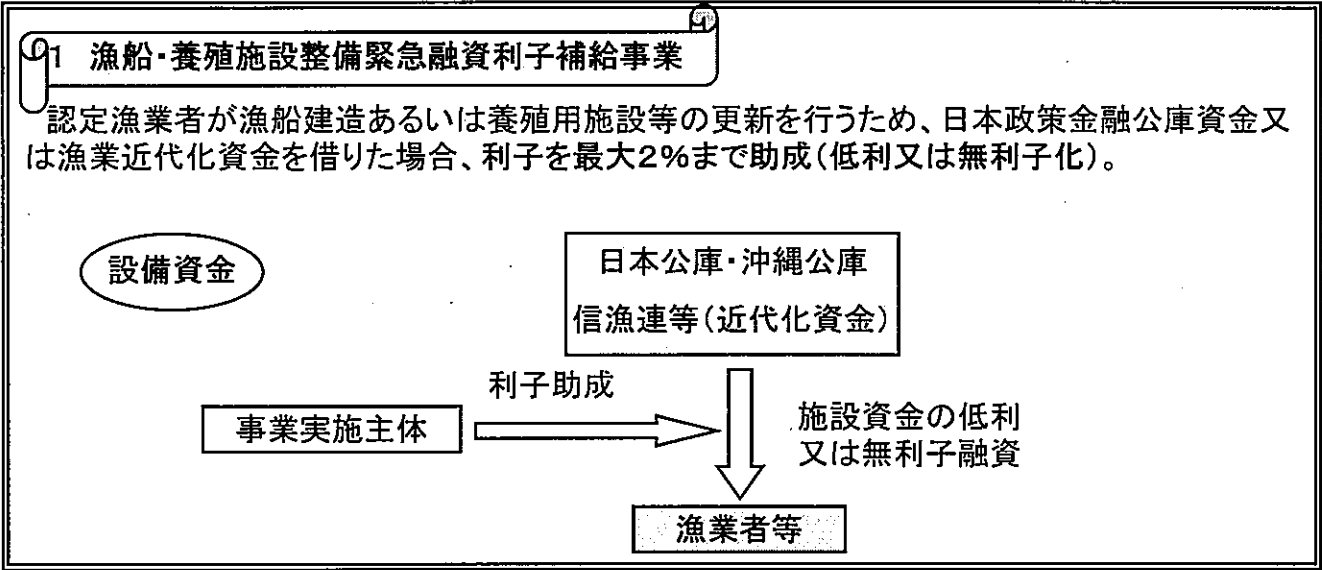 1 漁船・養殖施設整備緊急融資利子補給事業
認定漁業者が漁船建造あるいは養殖用施設等の更新を行うため、日本政策金融公庫資金又
は漁業近代化資金を借りた場合、利子を最大2%まで助成(低利又は無利子化)。
設備資金
日本公庫・沖縄公庫
信漁連等(近代化資金)
利子助成
事業実施主体
施設資金の低利
又は無利子融資
漁業者等